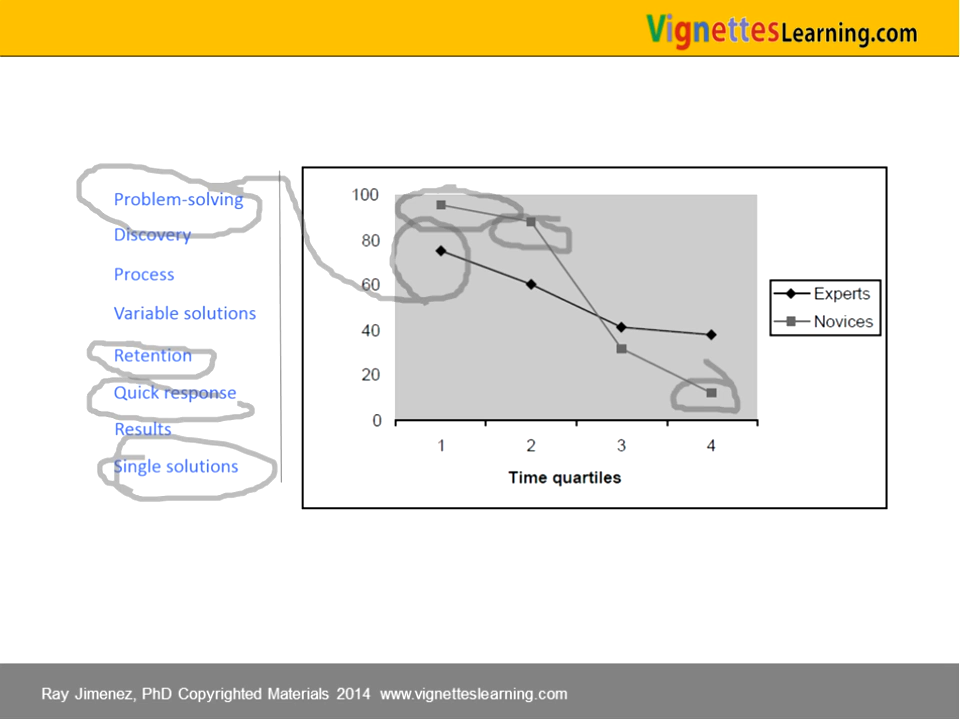 VignettesLearning.com
Problem-solving
Discovery
Process
Variable solutions
Retention
Quick response
Results
Single solutions
100
80
60
40
20
0
1 2 3 4
Time quartiles
Experts
Novices
Ray Jimenez, PhD Copyrighted Materials 2014 www.vignetteslearning.com